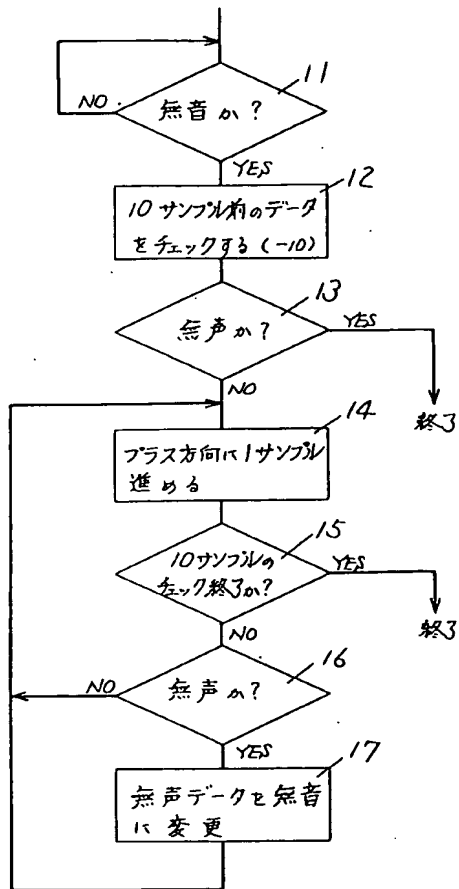 11
無音か?
NO
YES
12
10サンプル前のデータ
をチェックする(-10)
13
無声か?
YES
終了
NO
14
プラス方向に1サンプル
進める
15
10サンプルの
チェック終了か?
YES
終了
NO
16
無声か?
NO
YES
17
無声データを無音
に変更